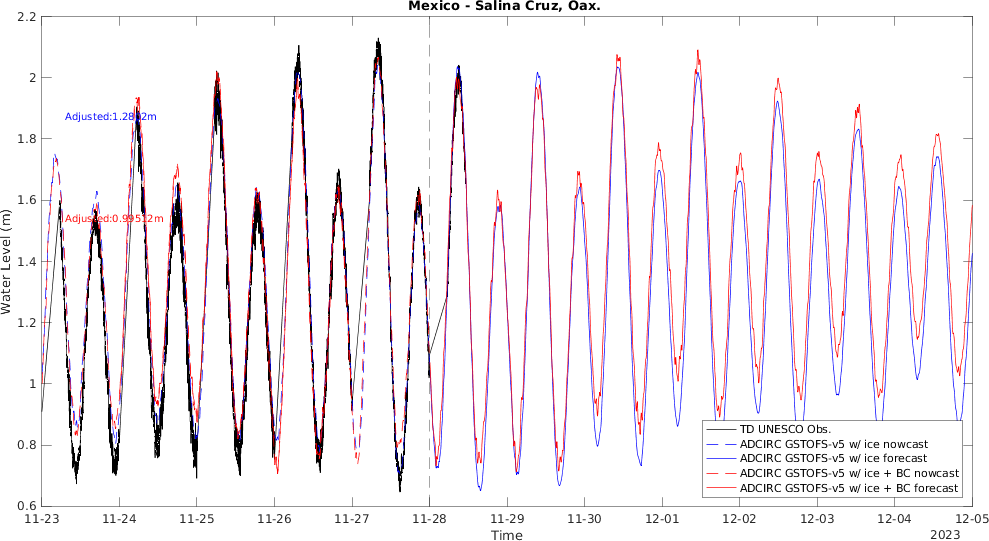 Mexico - Salina Cruz, Oax.
2.2
2
1.8
1.6
1.4
1.2
1
0.8
0.6
Water Level (m)
Adjusted:1.2802m
Adjusted:0.99512m
TD UNESCO Obs.
ADCIRC GSTOFS-v5 w/ ice nowcast
ADCIRC GSTOFS-v5 w/ ice forecast
ADCIRC GSTOFS-v5 w/ ice + BC nowcast
ADCIRC GSTOFS-v5 w/ ice + BC forecast
11-23 11-24 11-25 11-26 11-27 11-28 11-29 11-30 12-01 12-02 12-03 12-04 12-05
Time
2023